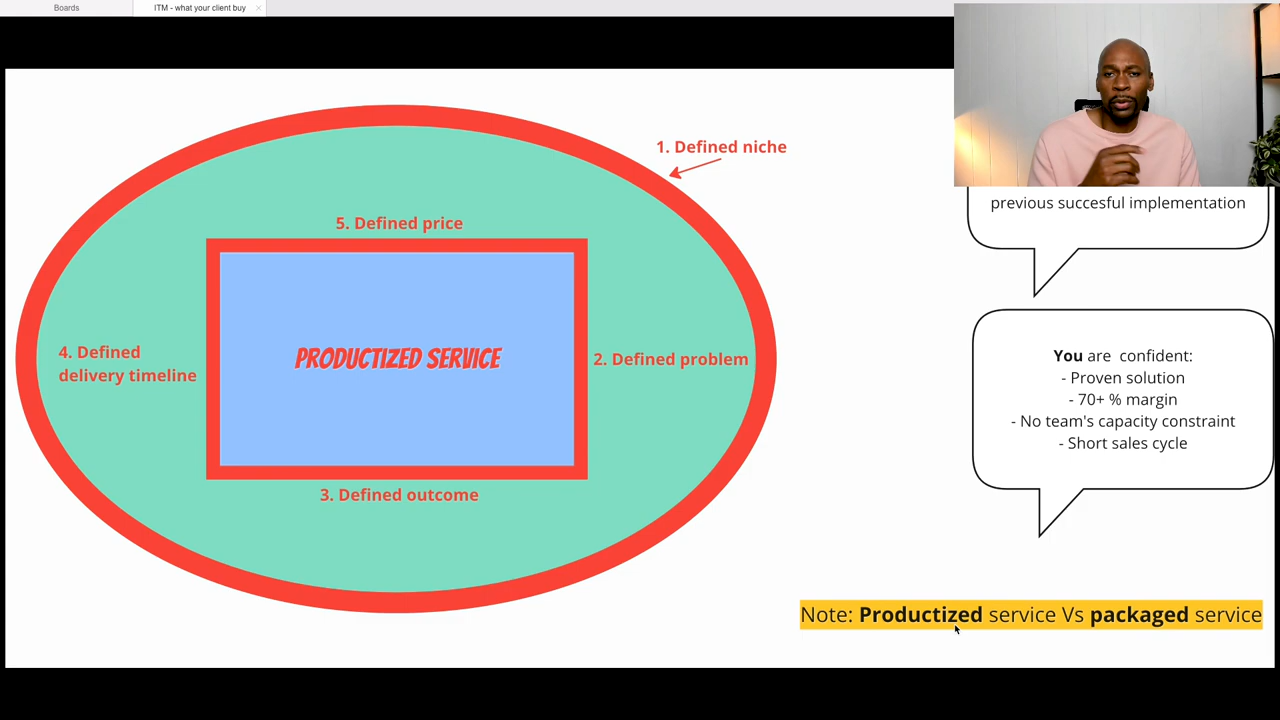 Boards
ITM - what your client buy
1. Defined niche
5. Defined price
PRODUCTIZED SERVICE
4. Defined
delivery timeline
2. Defined problem
3. Defined outcome
previous succesful implementation
You are confident:
- Proven solution
- 70+ % margin
- No team's capacity constraint
- Short sales cycle
Note: Productized service Vs packaged service